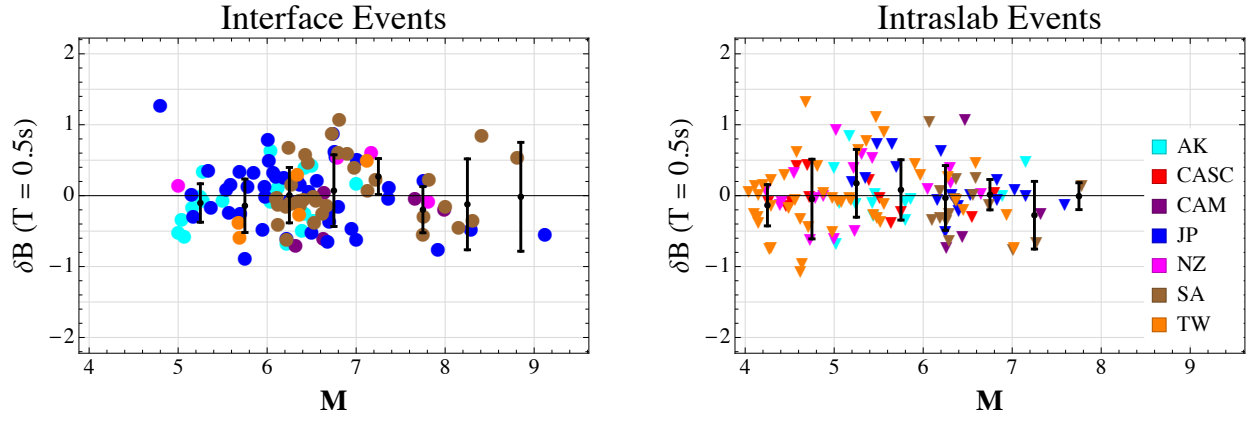 Interface Events
δB (T = 0.5s)
2
1
0
−1
−2
4 5 6 7 8 9
M
Intraslab Events
δB (T = 0.5s)
2
1
0
−1
−2
4 5 6 7 8 9
M
AK
CASC
CAM
JP
NZ
SA
TW